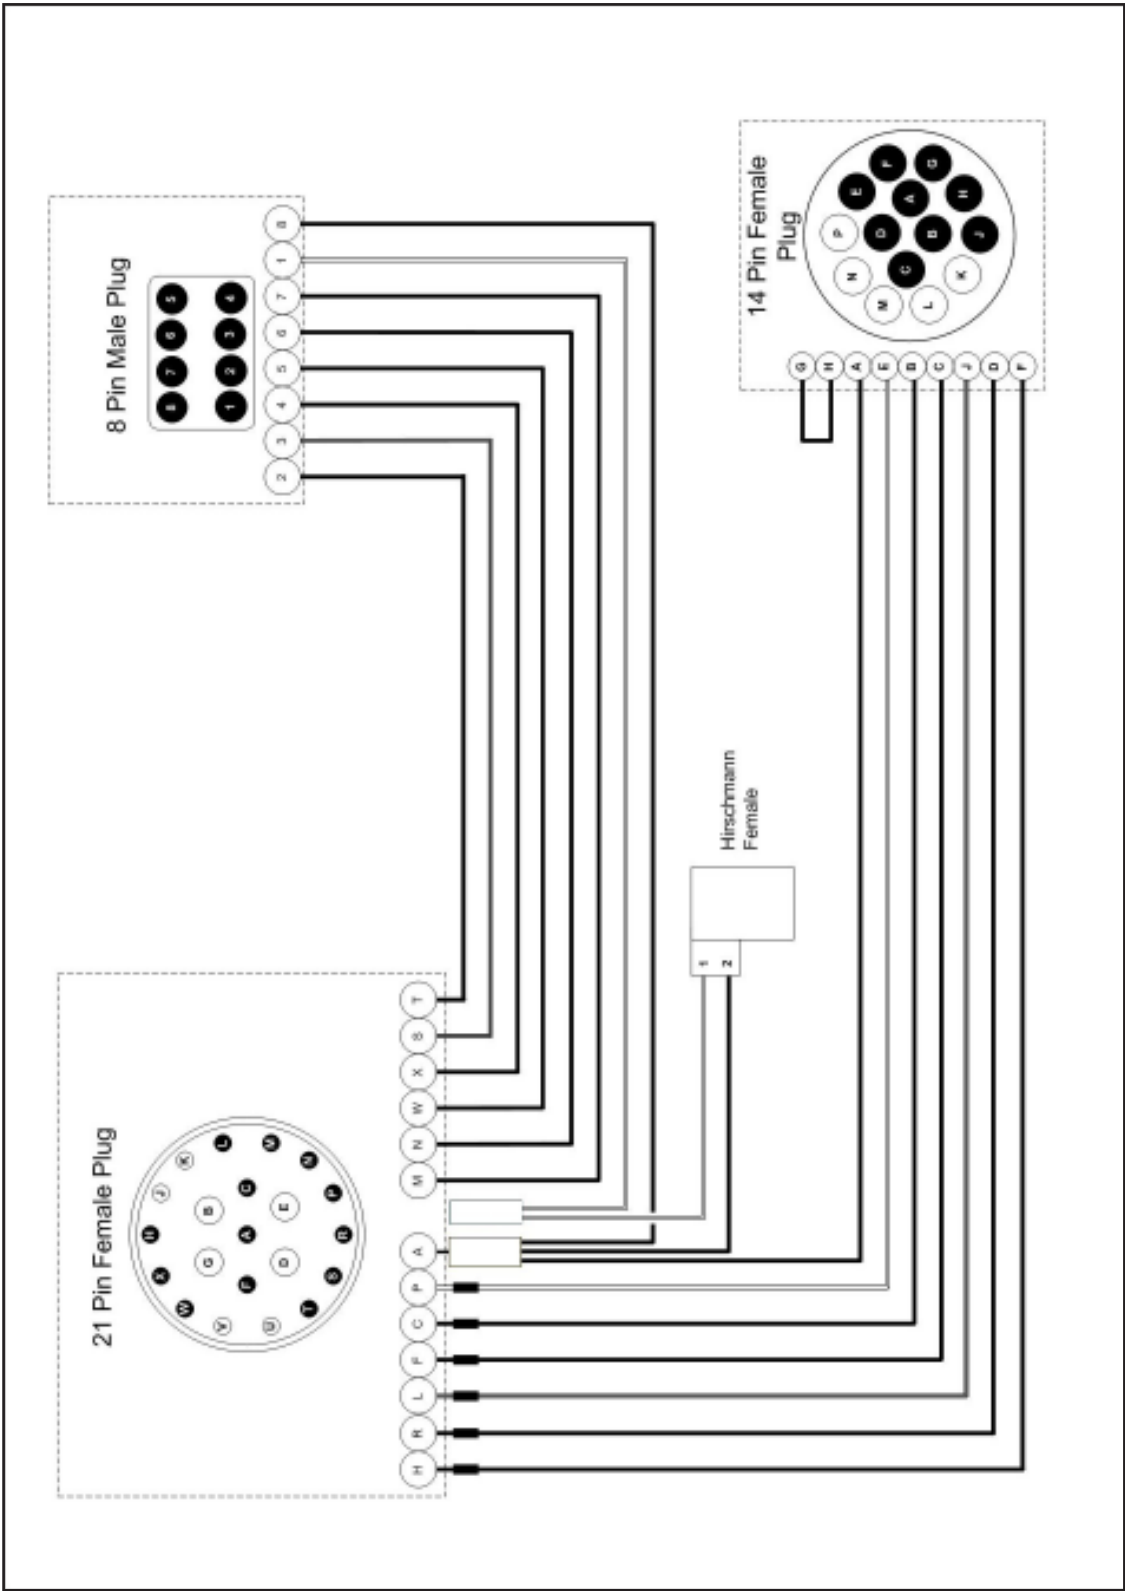 21 Pin Female Plug
H
X J
W K
G B
V L
F A C
U M
D E
T N
S P
R
H R L F C P A M N W X S T
8 Pin Male Plug
8 7 6 5
1 2 3 4
2 3 4 5 6 7 1 8
Hirschmann
Female
1
2
14 Pin Female
Plug
P
N E
D
M F
C A
L B G
K H
J
G
H
A
E
B
C
J
D
F